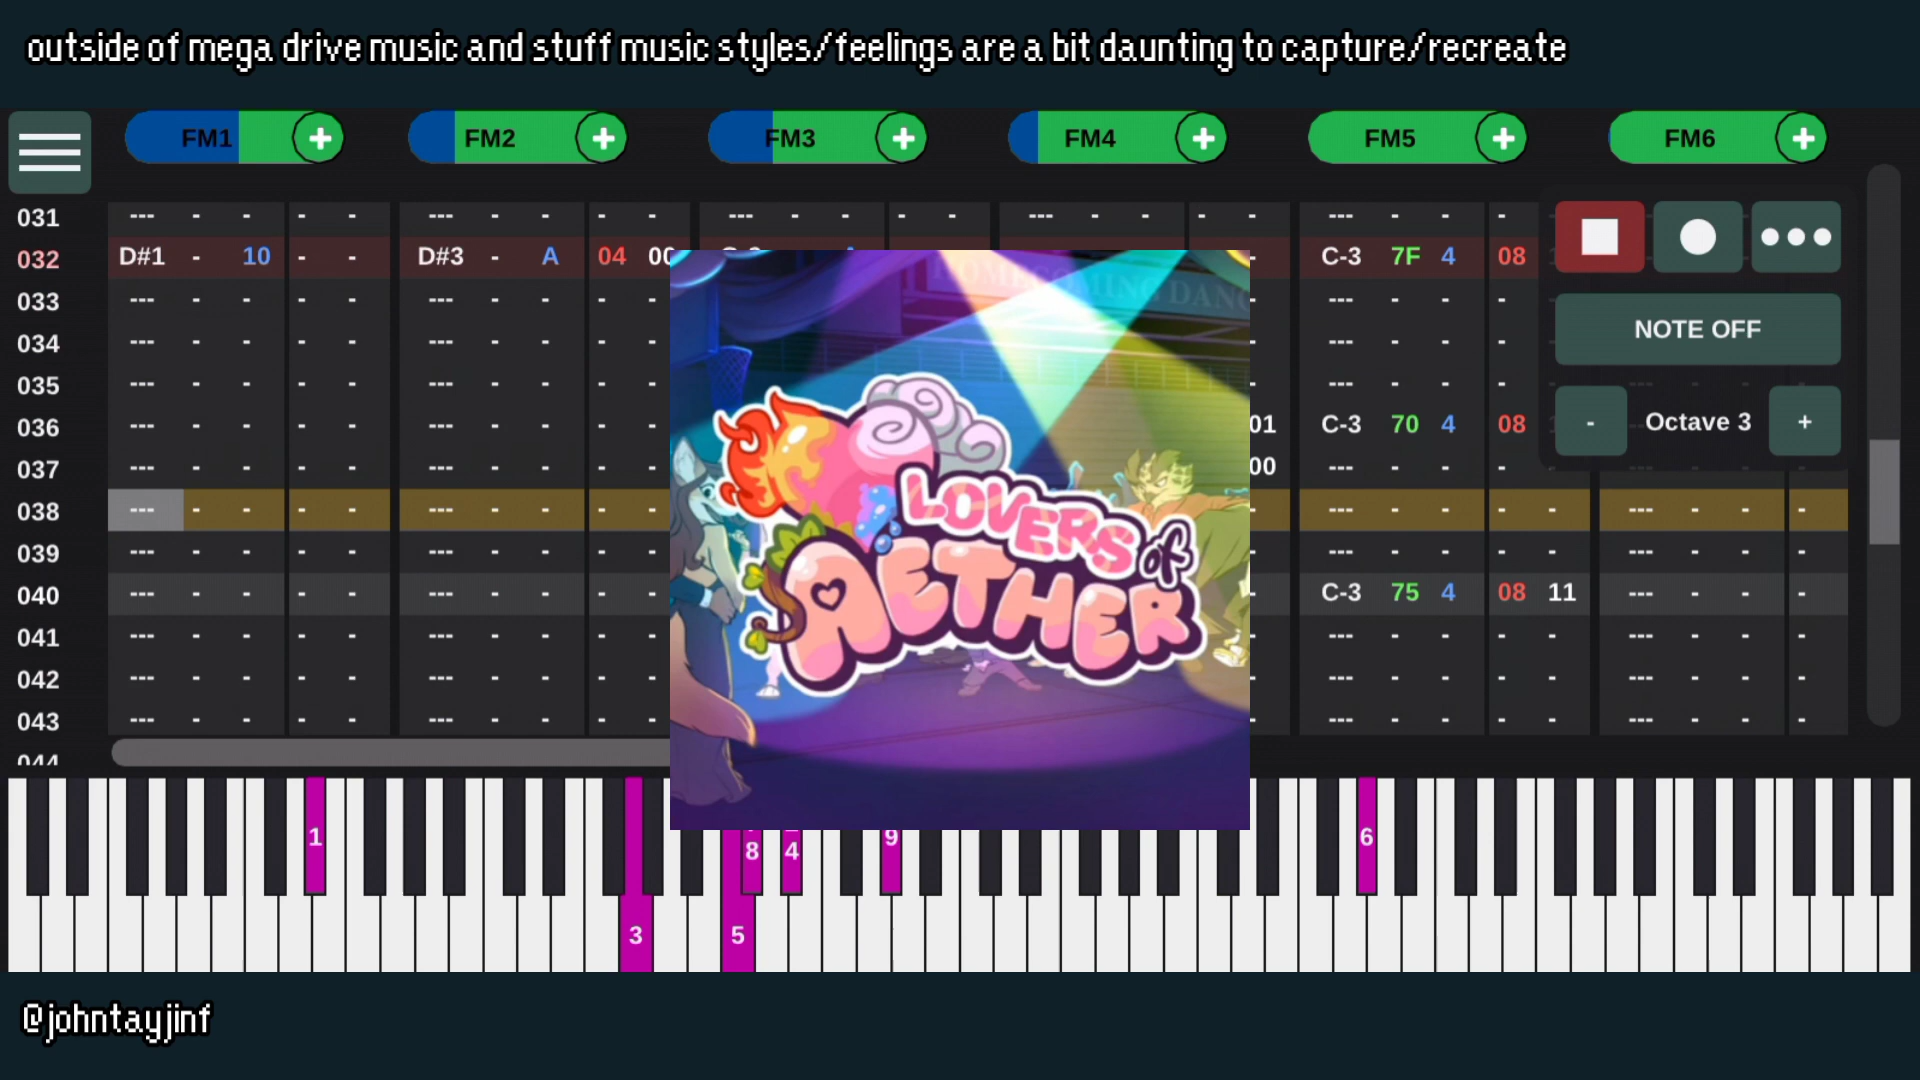 outside of mega drive music and stuff music styles/feelings are a bit daunting to capture/recreate
FM1 + FM2 + FM3 + FM4 + FM5 + FM6 +
031 --- - - - - --- - - - - --- - - - - --- - - - - --- - - -
032 D#1 - 10 - - D#3 - A 04 00 - C-3 7F 4 08
033 --- - - - - --- - - - - - --- - - -
034 --- - - - - --- - - - - - --- - - -
NOTE OFF
035 --- - - - - --- - - - - - --- - - -
036 --- - - - - --- - - - - 01 C-3 70 4 08
- Octave 3 +
037 --- - - - - --- - - - - 00 --- - - -
038 --- - - - - --- - - - - - --- - - - - --- - - -
039 --- - - - - --- - - - - - --- - - - - --- - - -
040 --- - - - - --- - - - - - C-3 75 4 08 11 --- - - -
041 --- - - - - --- - - - - - --- - - - - --- - - -
042 --- - - - - --- - - - - - --- - - - - --- - - -
043 --- - - - - --- - - - - - --- - - - - --- - - -
HOMECOMING DANC
LOVERS of
AETHER
1 8 4 9 6
3 5
@johntayjinf